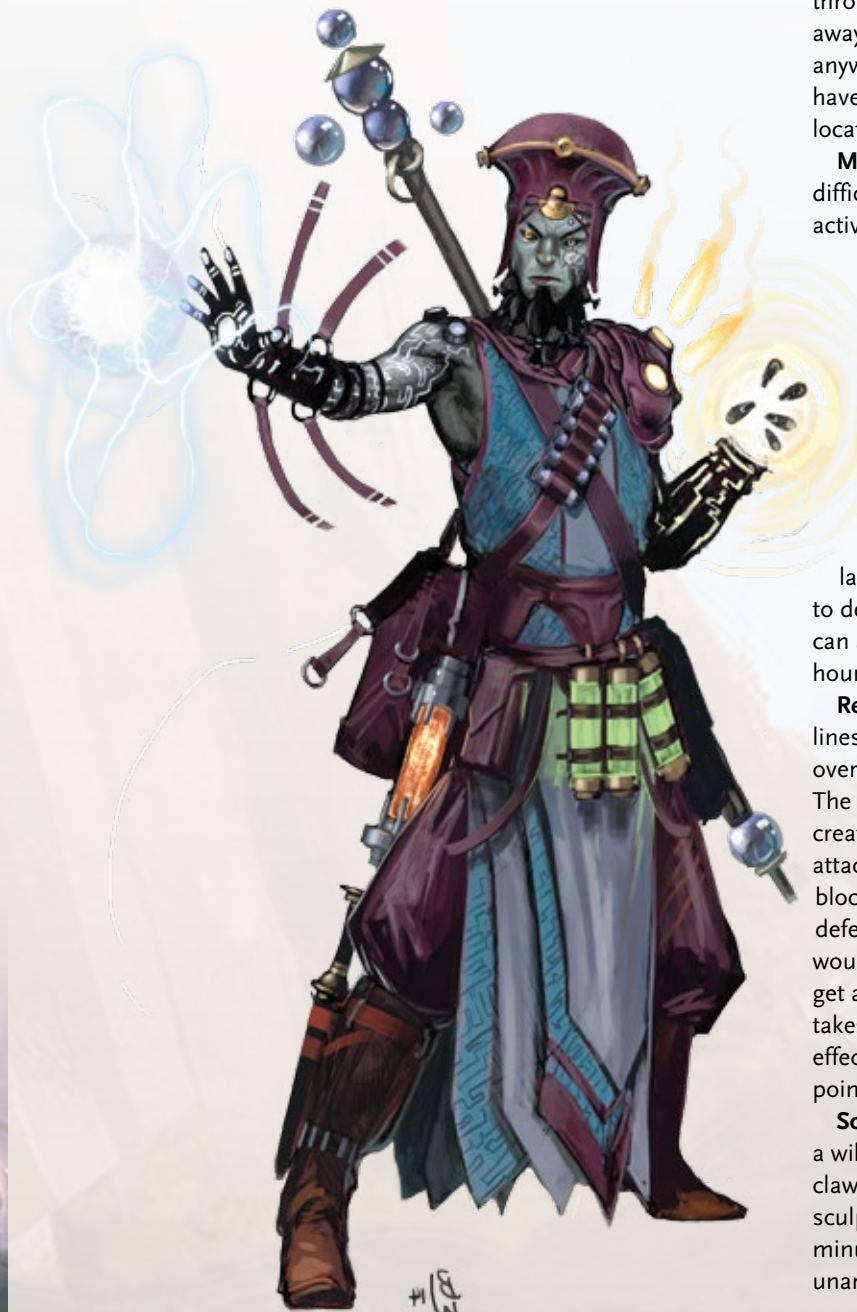 away
anyw
have
locat
M
diffic
activ
la
to de
can
hour
Re
lines
over
The
creat
attac
bloc
defe
wou
get a
take
effec
poin
Sc
a wil
claw
sculp
minu
unar